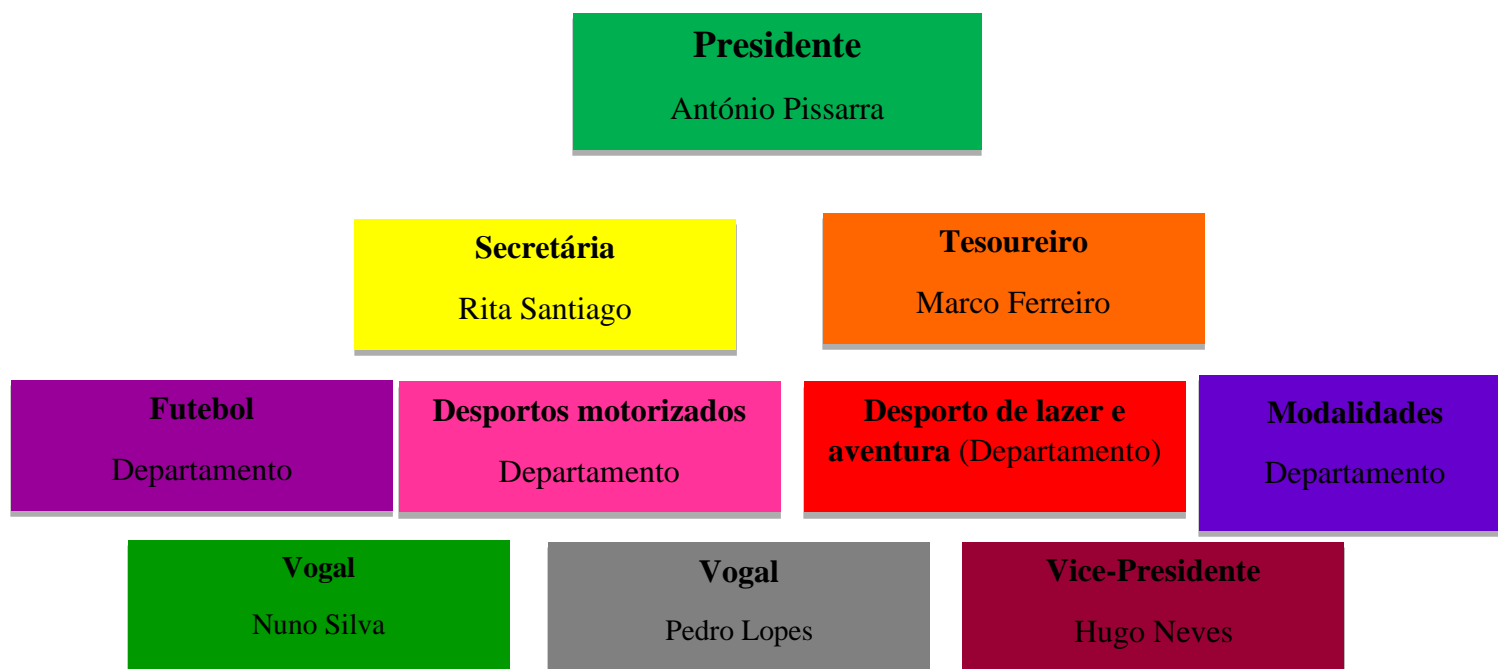 Presidente
António Pissarra
Secretária
Rita Santiago
Tesoureiro
Marco Ferreiro
Futebol
Departamento
Desportos motorizados
Departamento
Desporto de lazer e
aventura (Departamento)
Modalidades
Departamento
Vogal
Nuno Silva
Vogal
Pedro Lopes
Vice-Presidente
Hugo Neves